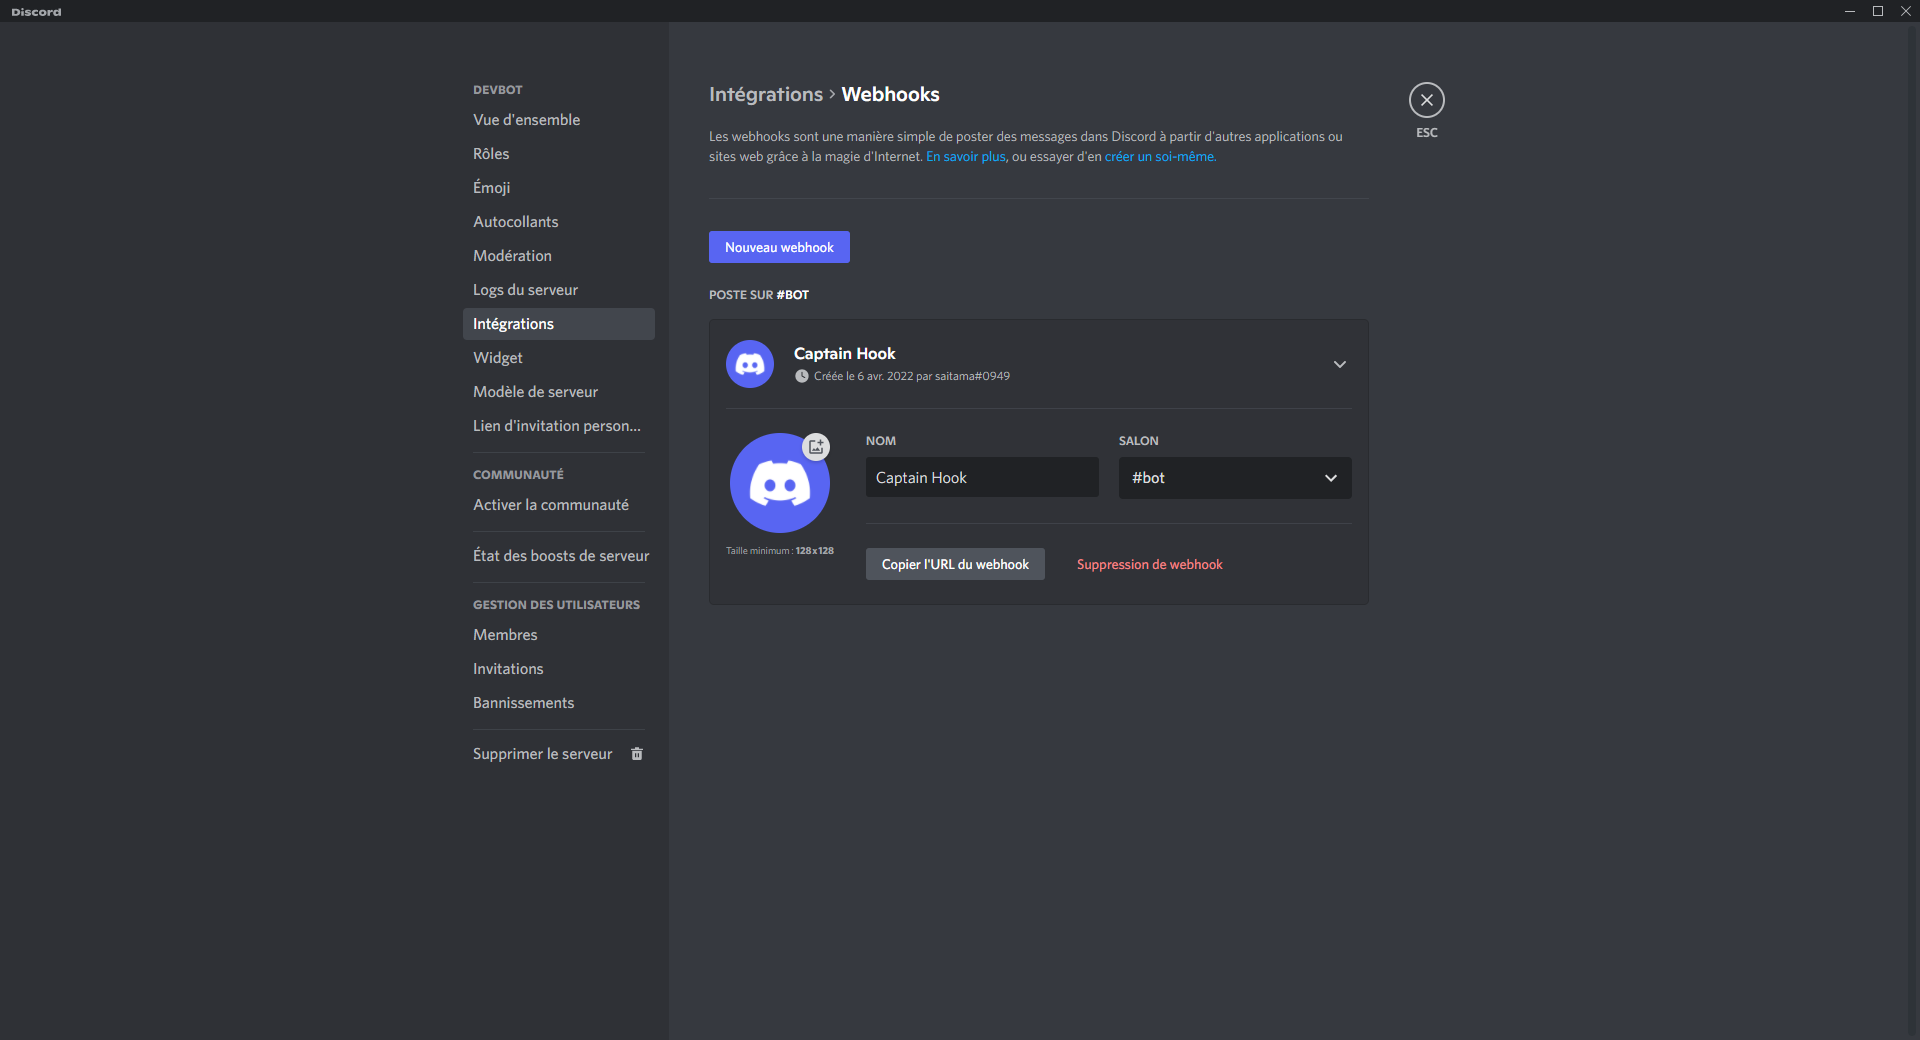 Discord
DEVBOT
Vue d'ensemble
Rôles
Émoji
Autocollants
Modération
Logs du serveur
Intégrations
Widget
Modèle de serveur
Lien d'invitation person...
COMMUNAUTÉ
Activer la communauté
État des boosts de serveur
GESTION DES UTILISATEURS
Membres
Invitations
Bannissements
Supprimer le serveur
Intégrations > Webhooks
Les webhooks sont une manière simple de poster des messages dans Discord à partir d'autres applications ou
sites web grâce à la magie d'Internet. En savoir plus, ou essayer d'en créer un soi-même.
ESC
Nouveau webhook
POSTE SUR #BOT
Captain Hook
Créée le 6 avr. 2022 par saitama#0949
Taille minimum : 128x128
NOM
Captain Hook
SALON
#bot
Copier l'URL du webhook
Suppression de webhook